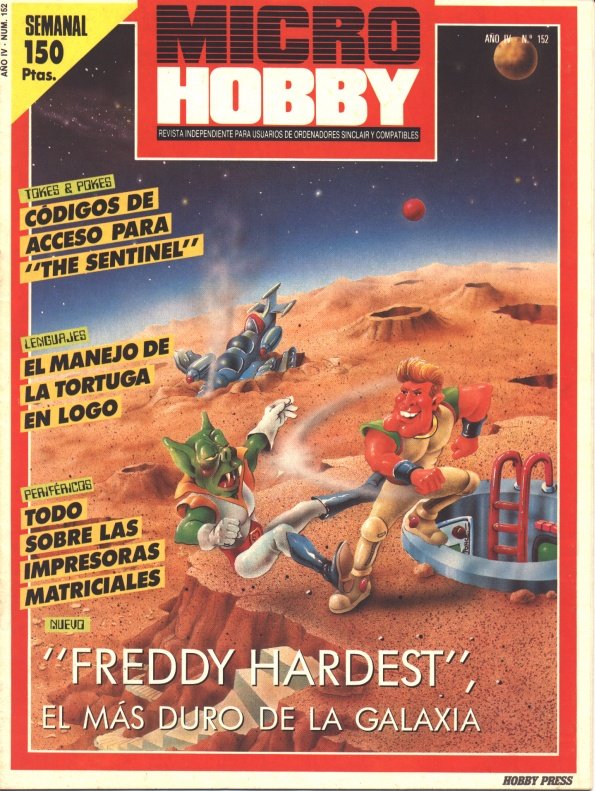 AÑO IV - NUM. 152
SEMANAL
150
Ptas.
MICRO
HOBBY
AÑO IV - N.º 152
REVISTA INDEPENDIENTE PARA USUARIOS DE ORDENADORES SINCLAIR Y COMPATIBLES
TOKES & POKES
CÓDIGOS DE
ACCESO PARA
"THE SENTINEL"
LENGUAJES
EL MANEJO DE
LA TORTUGA
EN LOGO
PERIFÉRICOS
TODO
SOBRE LAS
IMPRESORAS
MATRICIALES
NUEVO
"FREDDY HARDEST",
EL MÁS DURO DE LA GALAXIA
HOBBY PRESS